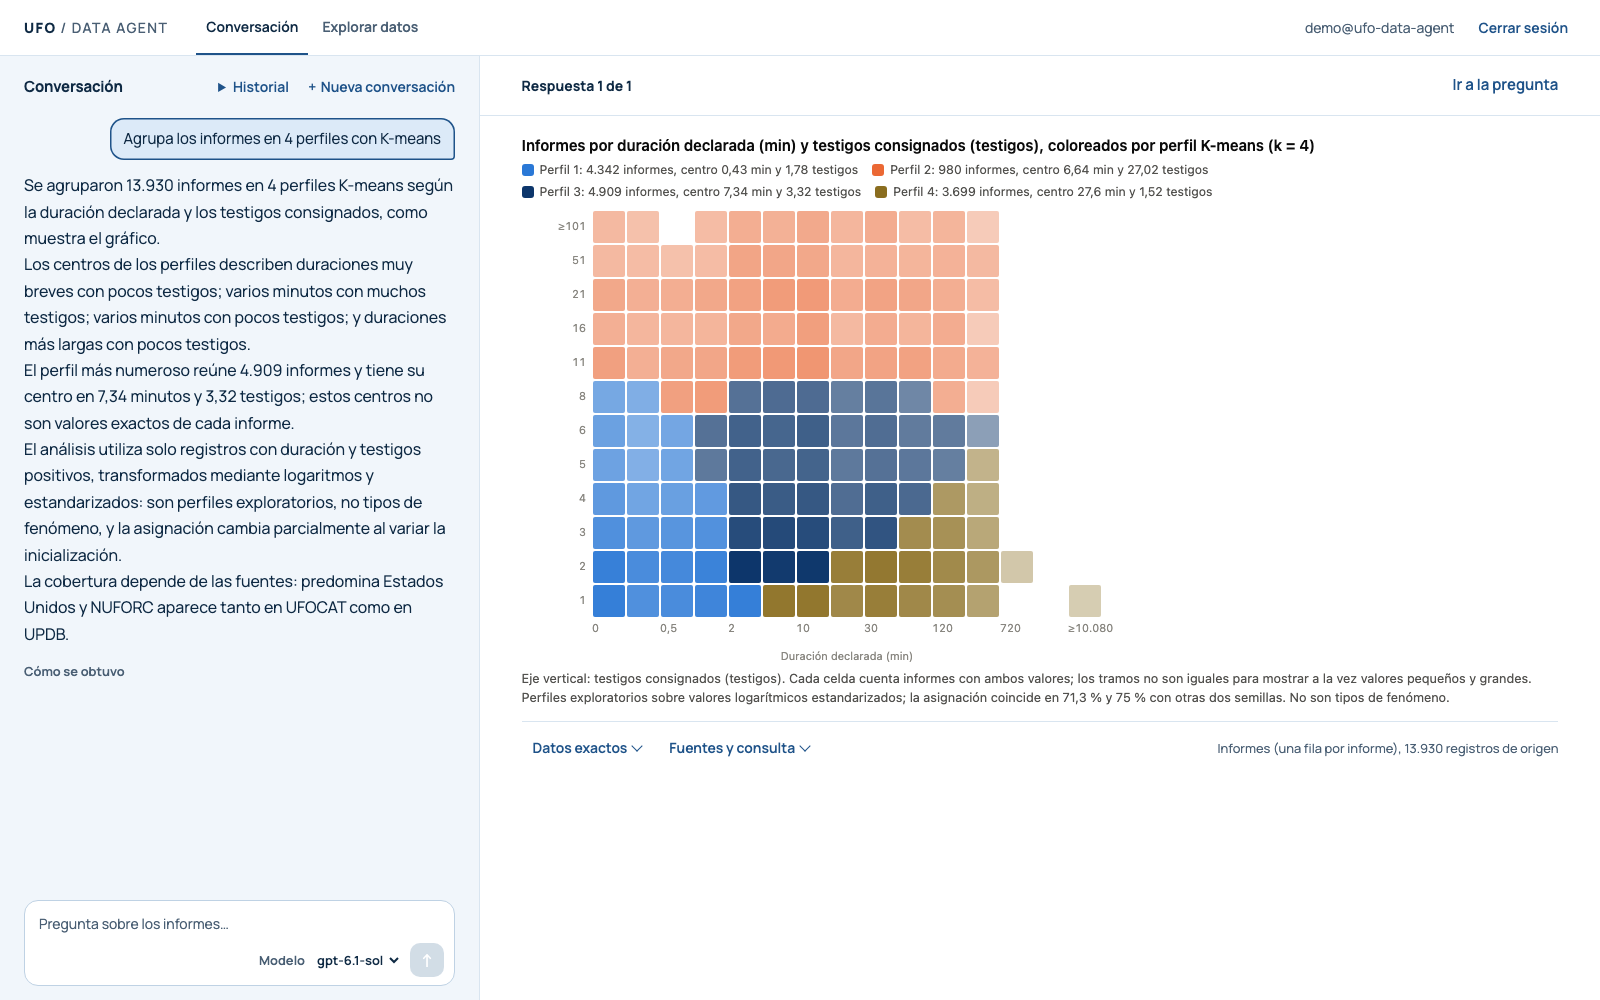 UFO / DATA AGENT
Conversación
Explorar datos
demo@ufo-data-agent
Cerrar sesión
Conversación
Historial
+ Nueva conversación
Agrupa los informes en 4 perfiles con K-means
Se agruparon 13.930 informes en 4 perfiles K-means según
la duración declarada y los testigos consignados, como
muestra el gráfico.
Los centros de los perfiles describen duraciones muy
breves con pocos testigos; varios minutos con muchos
testigos; varios minutos con pocos testigos; y duraciones
más largas con pocos testigos.
El perfil más numeroso reúne 4.909 informes y tiene su
centro en 7,34 minutos y 3,32 testigos; estos centros no
son valores exactos de cada informe.
El análisis utiliza solo registros con duración y testigos
positivos, transformados mediante logaritmos y
estandarizados: son perfiles exploratorios, no tipos de
fenómeno, y la asignación cambia parcialmente al variar la
inicialización.
La cobertura depende de las fuentes: predomina Estados
Unidos y NUFORC aparece tanto en UFOCAT como en
UPDB.
Cómo se obtuvo
Pregunta sobre los informes…
Modelo
gpt-6.1-sol
Respuesta 1 de 1
Ir a la pregunta
Informes por duración declarada (min) y testigos consignados (testigos), coloreados por perfil K-means (k = 4)
Perfil 1: 4.342 informes, centro 0,43 min y 1,78 testigos
Perfil 2: 980 informes, centro 6,64 min y 27,02 testigos
Perfil 3: 4.909 informes, centro 7,34 min y 3,32 testigos
Perfil 4: 3.699 informes, centro 27,6 min y 1,52 testigos
≥101
51
21
16
11
8
6
5
4
3
2
1
0
0,5
2
10
30
120
720
≥10.080
Duración declarada (min)
Eje vertical: testigos consignados (testigos). Cada celda cuenta informes con ambos valores; los tramos no son iguales para mostrar a la vez valores pequeños y grandes.
Perfiles exploratorios sobre valores logarítmicos estandarizados; la asignación coincide en 71,3 % y 75 % con otras dos semillas. No son tipos de fenómeno.
Datos exactos
Fuentes y consulta
Informes (una fila por informe), 13.930 registros de origen